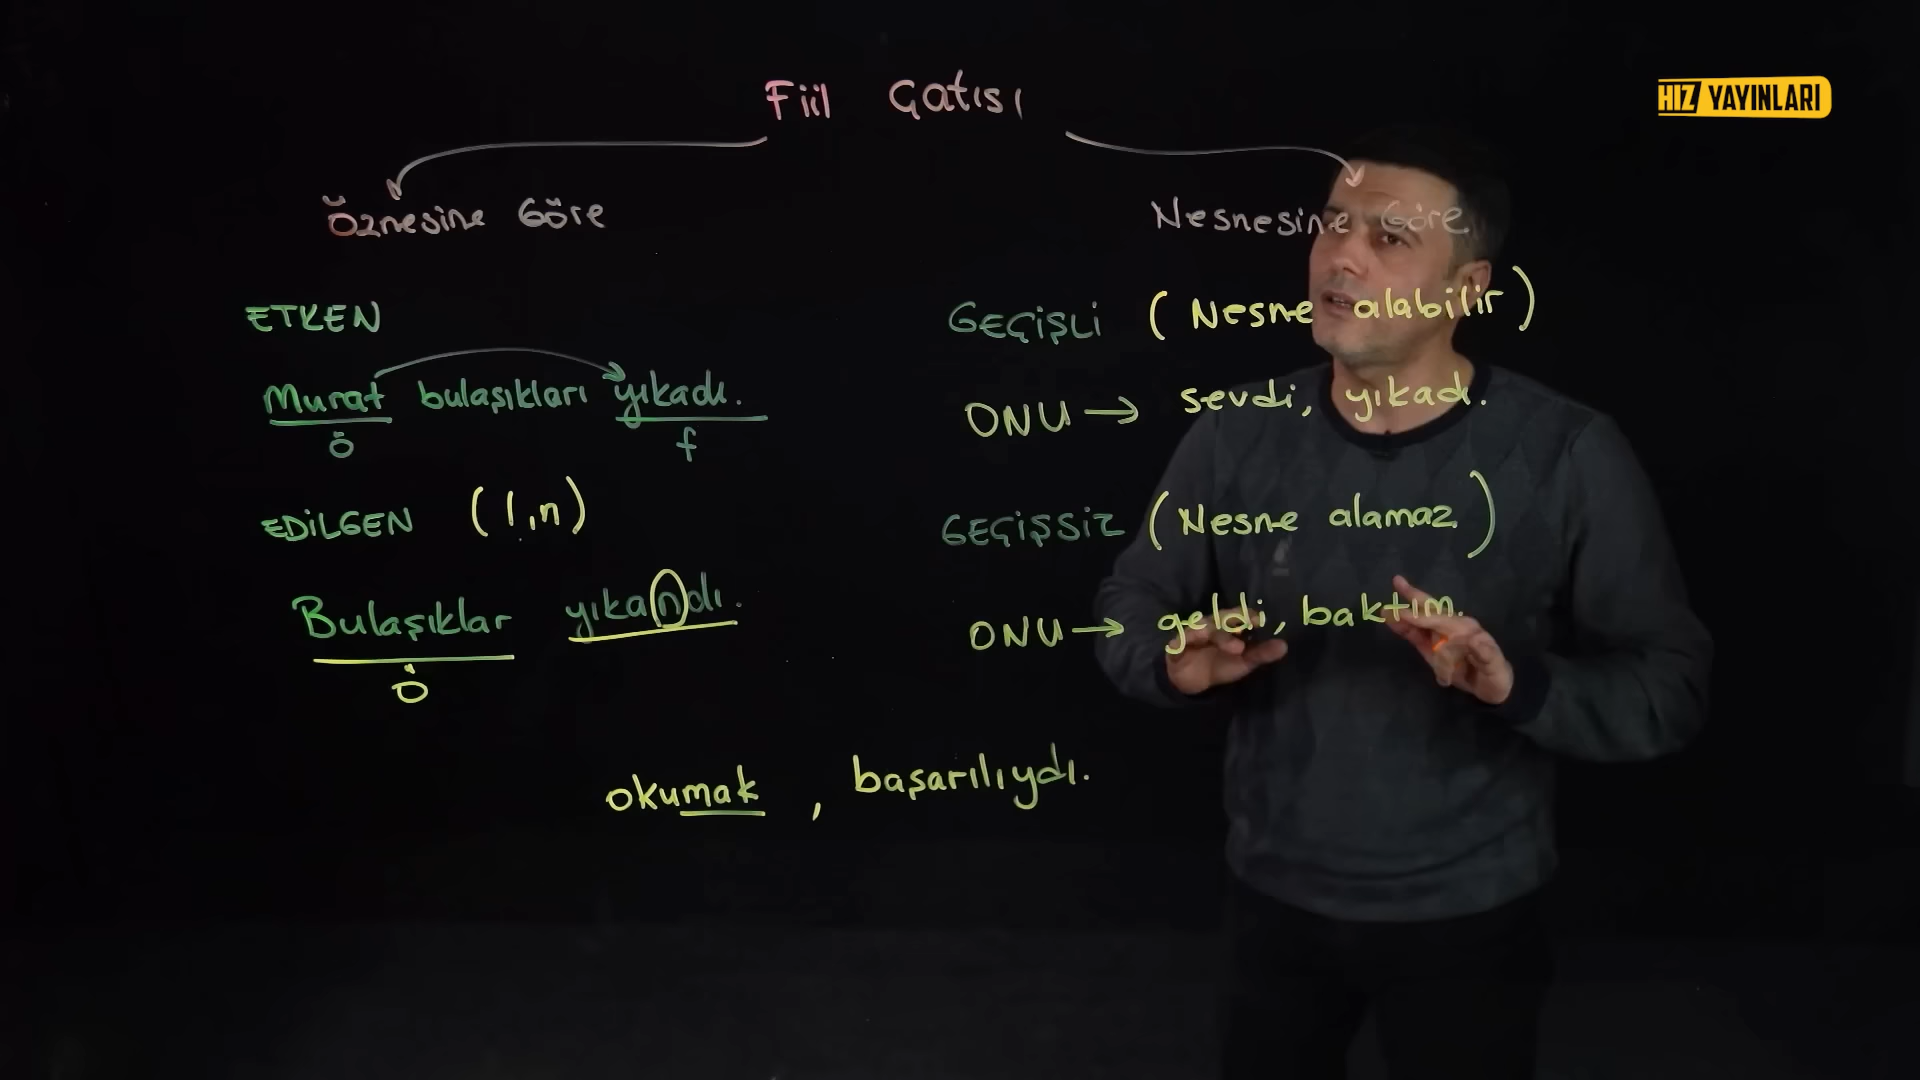 Fiil Çatısı
HIZ YAYINLARI
Öznesine Göre
ETKEN
Murat bulaşıkları yıkadı.
ö f
EDİLGEN (l,n)
Bulaşıklar yıkandı.
ö
Nesnesine Göre
GEÇİŞLİ (Nesne alabilir)
ONU → sevdi, yıkadı.
GEÇİŞSİZ (Nesne alamaz)
ONU → geldi, baktım.
okumak, başarılıydı.